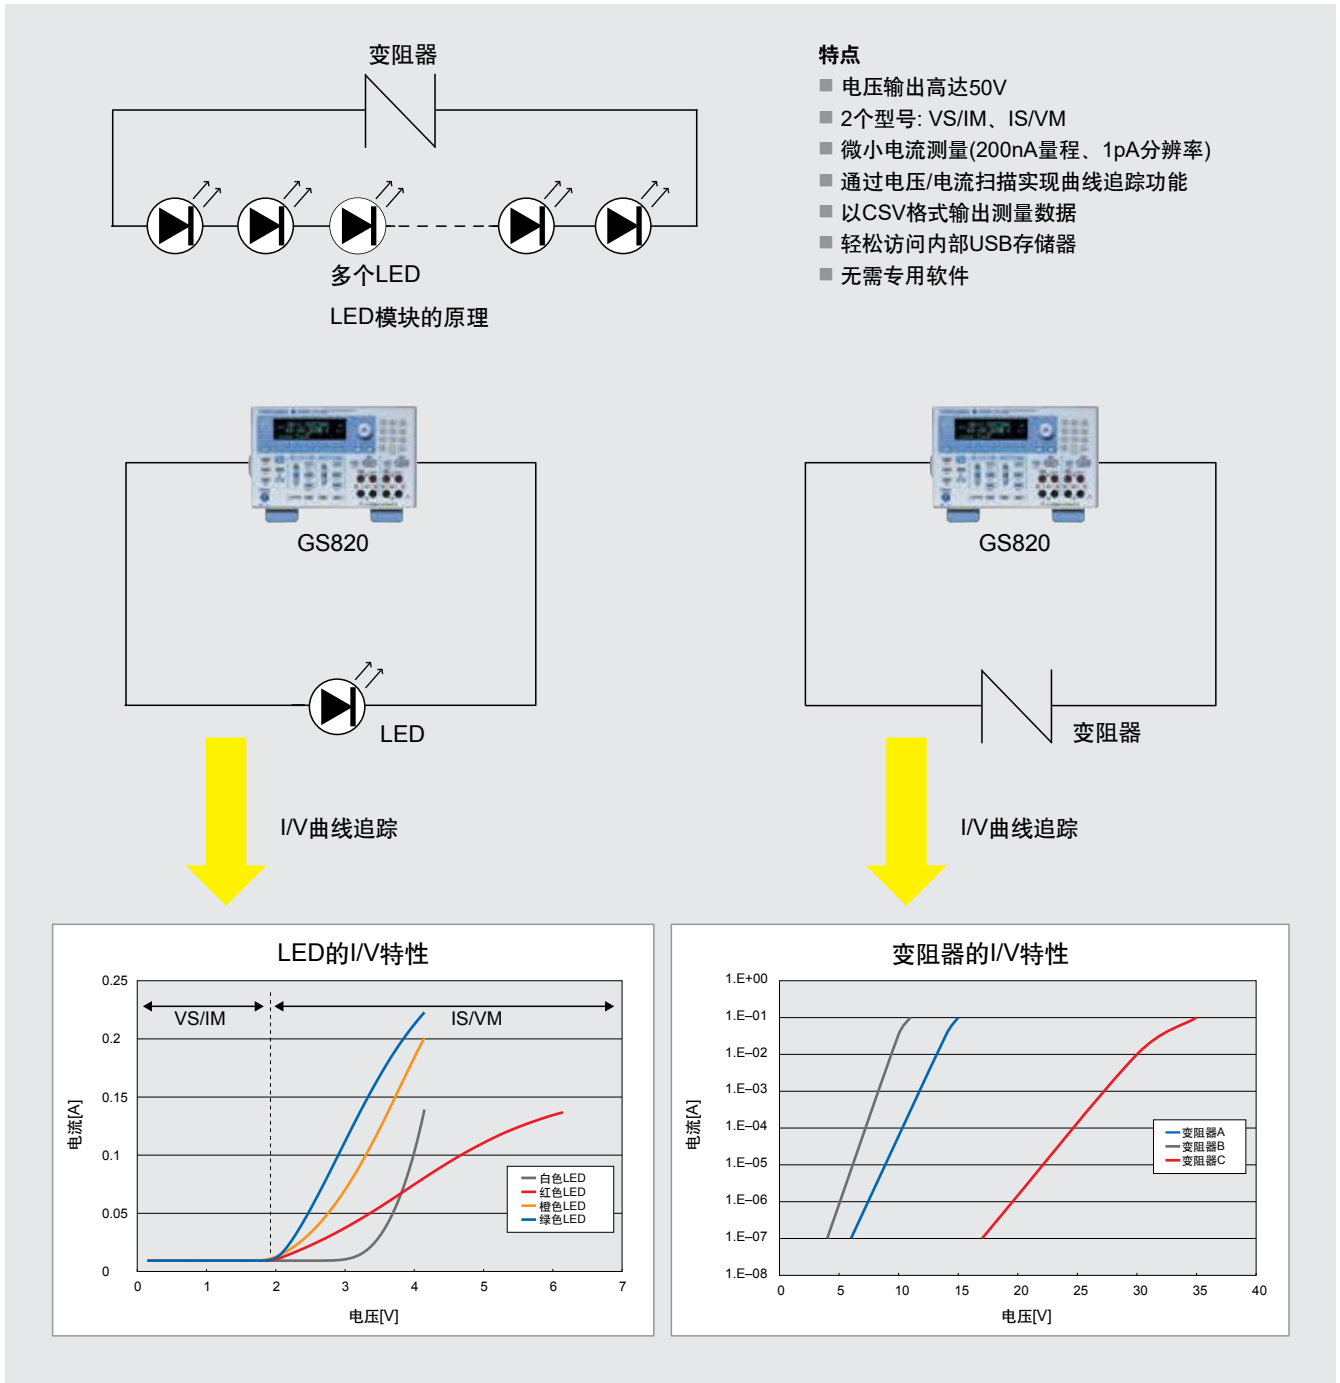 变阻器
多个LED
LED模块的原理
特点
电压输出高达50V
2个型号: VS/IM、IS/VM
微小电流测量(200nA量程、1pA分辨率)
通过电压/电流扫描实现曲线追踪功能
以CSV格式输出测量数据
轻松访问内部USB存储器
无需专用软件
GS820
LED
I/V曲线追踪
GS820
变阻器
I/V曲线追踪
LED的I/V特性
电流[A]
0.25
0.2
0.15
0.1
0.05
0
VS/IM
IS/VM
白色LED
红色LED
橙色LED
绿色LED
0 1 2 3 4 5 6 7
电压[V]
变阻器的I/V特性
电流[A]
1.E+00
1.E–01
1.E–02
1.E–03
1.E–04
1.E–05
1.E–06
1.E–07
1.E–08
变阻器A
变阻器B
变阻器C
0 5 10 15 20 25 30 35 40
电压[V]